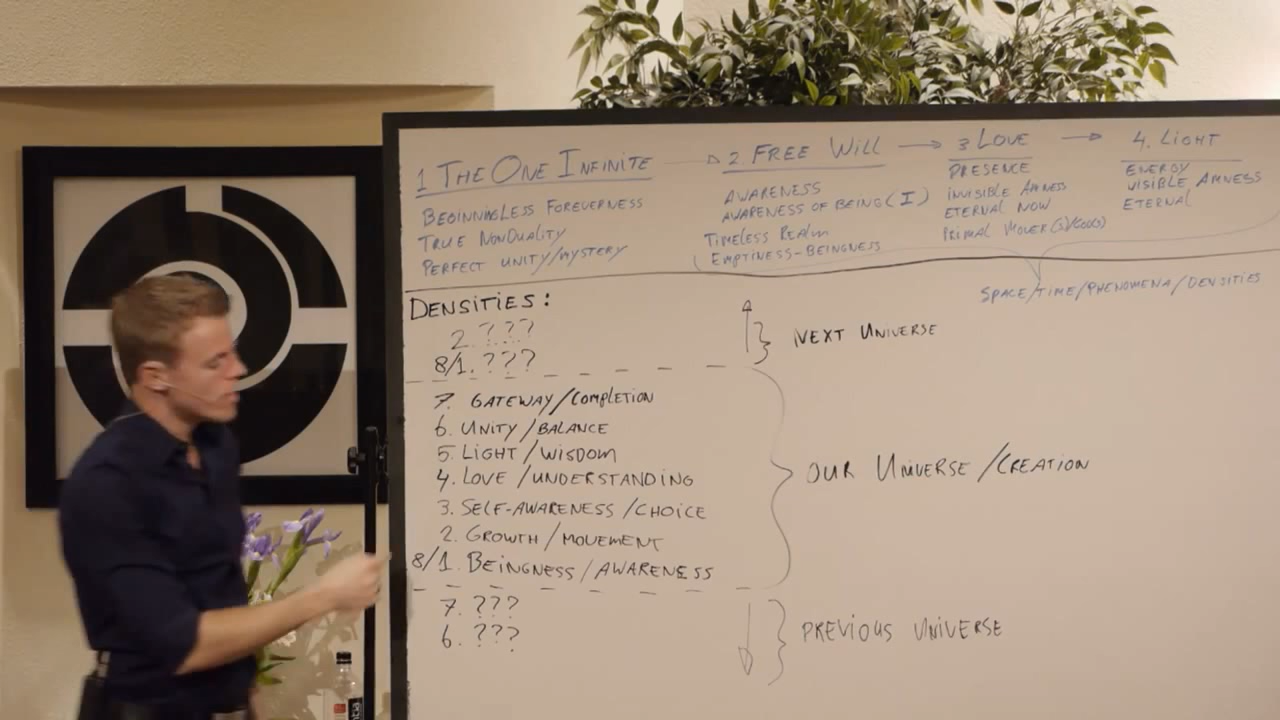 1 THE ONE INFINITE
BEGINNINGLESS FOREVERNESS
TRUE NONDUALITY
PERFECT UNITY/MYSTERY
2. FREE WILL
AWARENESS
AWARENESS OF BEING (I)
TIMELESS REALM
EMPTINESS-BEINGNESS
3 LOVE
PRESENCE
INVISIBLE AMNESS
ETERNAL NOW
PRIMAL MOVER(S)/
4. LIGHT
ENERGY
VISIBLE AMNESS
ETERNAL
SPACE/TIME/PHENOMENA/DENSITIES
DENSITIES:
2. ???
8/1. ???
NEXT UNIVERSE
7. GATEWAY/COMPLETION
6. UNITY/BALANCE
5. LIGHT/WISDOM
4. LOVE/UNDERSTANDING
3. SELF-AWARENESS/CHOICE
2. GROWTH/MOVEMENT
8/1. BEINGNESS/AWARENESS
OUR UNIVERSE/CREATION
7. ???
6. ???
PREVIOUS UNIVERSE